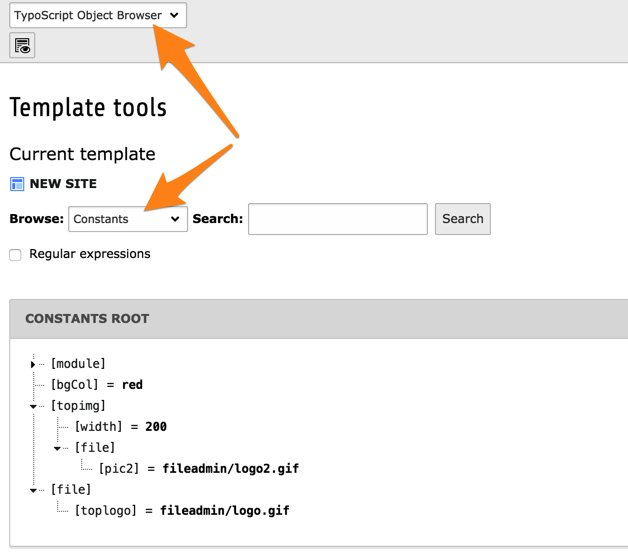 TypoScript Object Browser
Template tools
Current template
NEW SITE
Browse: Constants Search: Search
Regular expressions
CONSTANTS ROOT
[module]
[bgCol] = red
[topimg]
[width] = 200
[file]
[pic2] = fileadmin/logo2.gif
[file]
[toplogo] = fileadmin/logo.gif